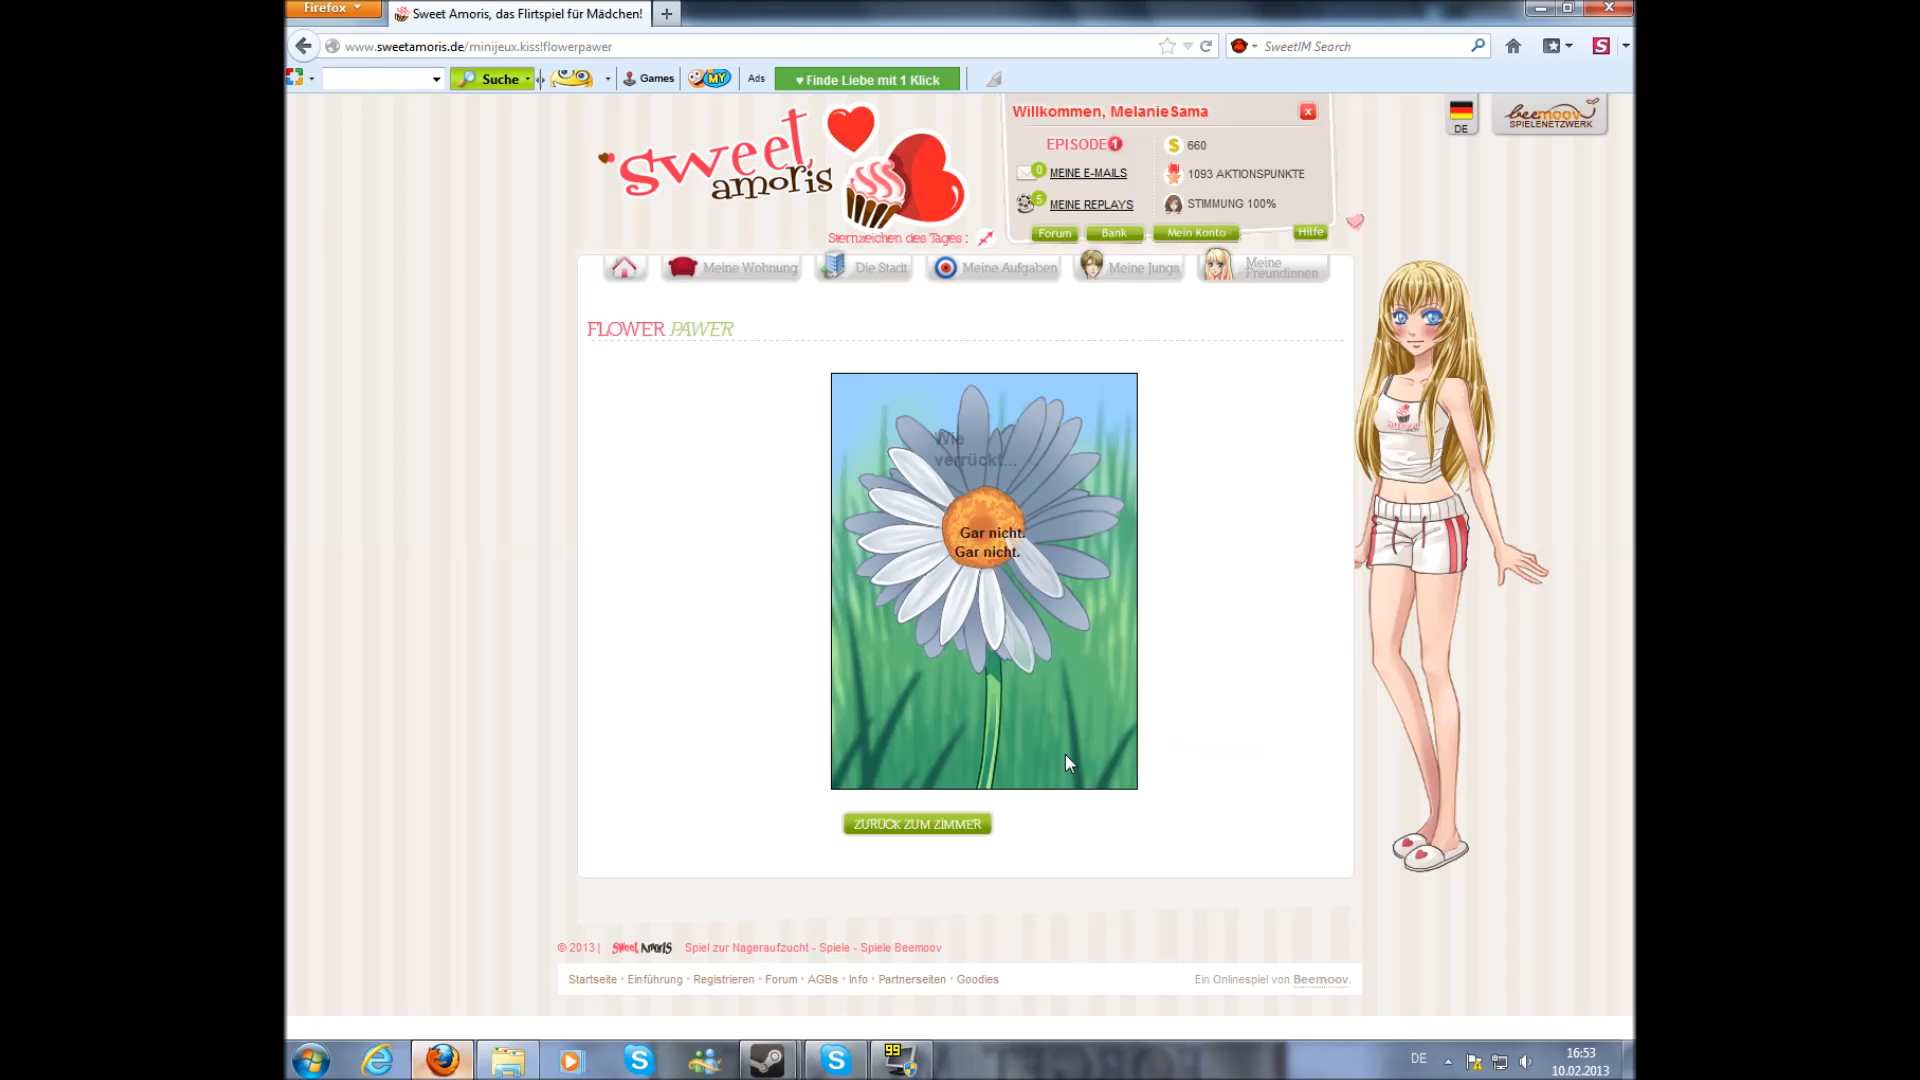 Firefox
Sweet Amoris, das Flirtspiel für Mädchen!
www.sweetamoris.de/minijeux.kiss!flowerpawer
SweetIM Search
Suche
Games
MY
Ads
♥ Finde Liebe mit 1 Klick
sweet amoris
Sternzeichen des Tages :
Willkommen, MelanieSama
EPISODE 1
660
0 MEINE E-MAILS
1093 AKTIONSPUNKTE
5 MEINE REPLAYS
STIMMUNG 100%
Forum
Bank
Mein Konto
Hilfe
DE
beemoov
SPIELENETZWERK
Meine Wohnung
Die Stadt
Meine Aufgaben
Meine Jungs
Meine
Freundinnen
FLOWER PAWER
Wie
verrückt...
Gar nicht.
Gar nicht.
ZURÜCK ZUM ZIMMER
© 2013 | Sweet Amoris Spiel zur Nageraufzucht - Spiele - Spiele Beemoov
Startseite • Einführung • Registrieren • Forum • AGBs • Info • Partnerseiten • Goodies
Ein Onlinespiel von Beemoov.
99
DE
16:53
10.02.2013